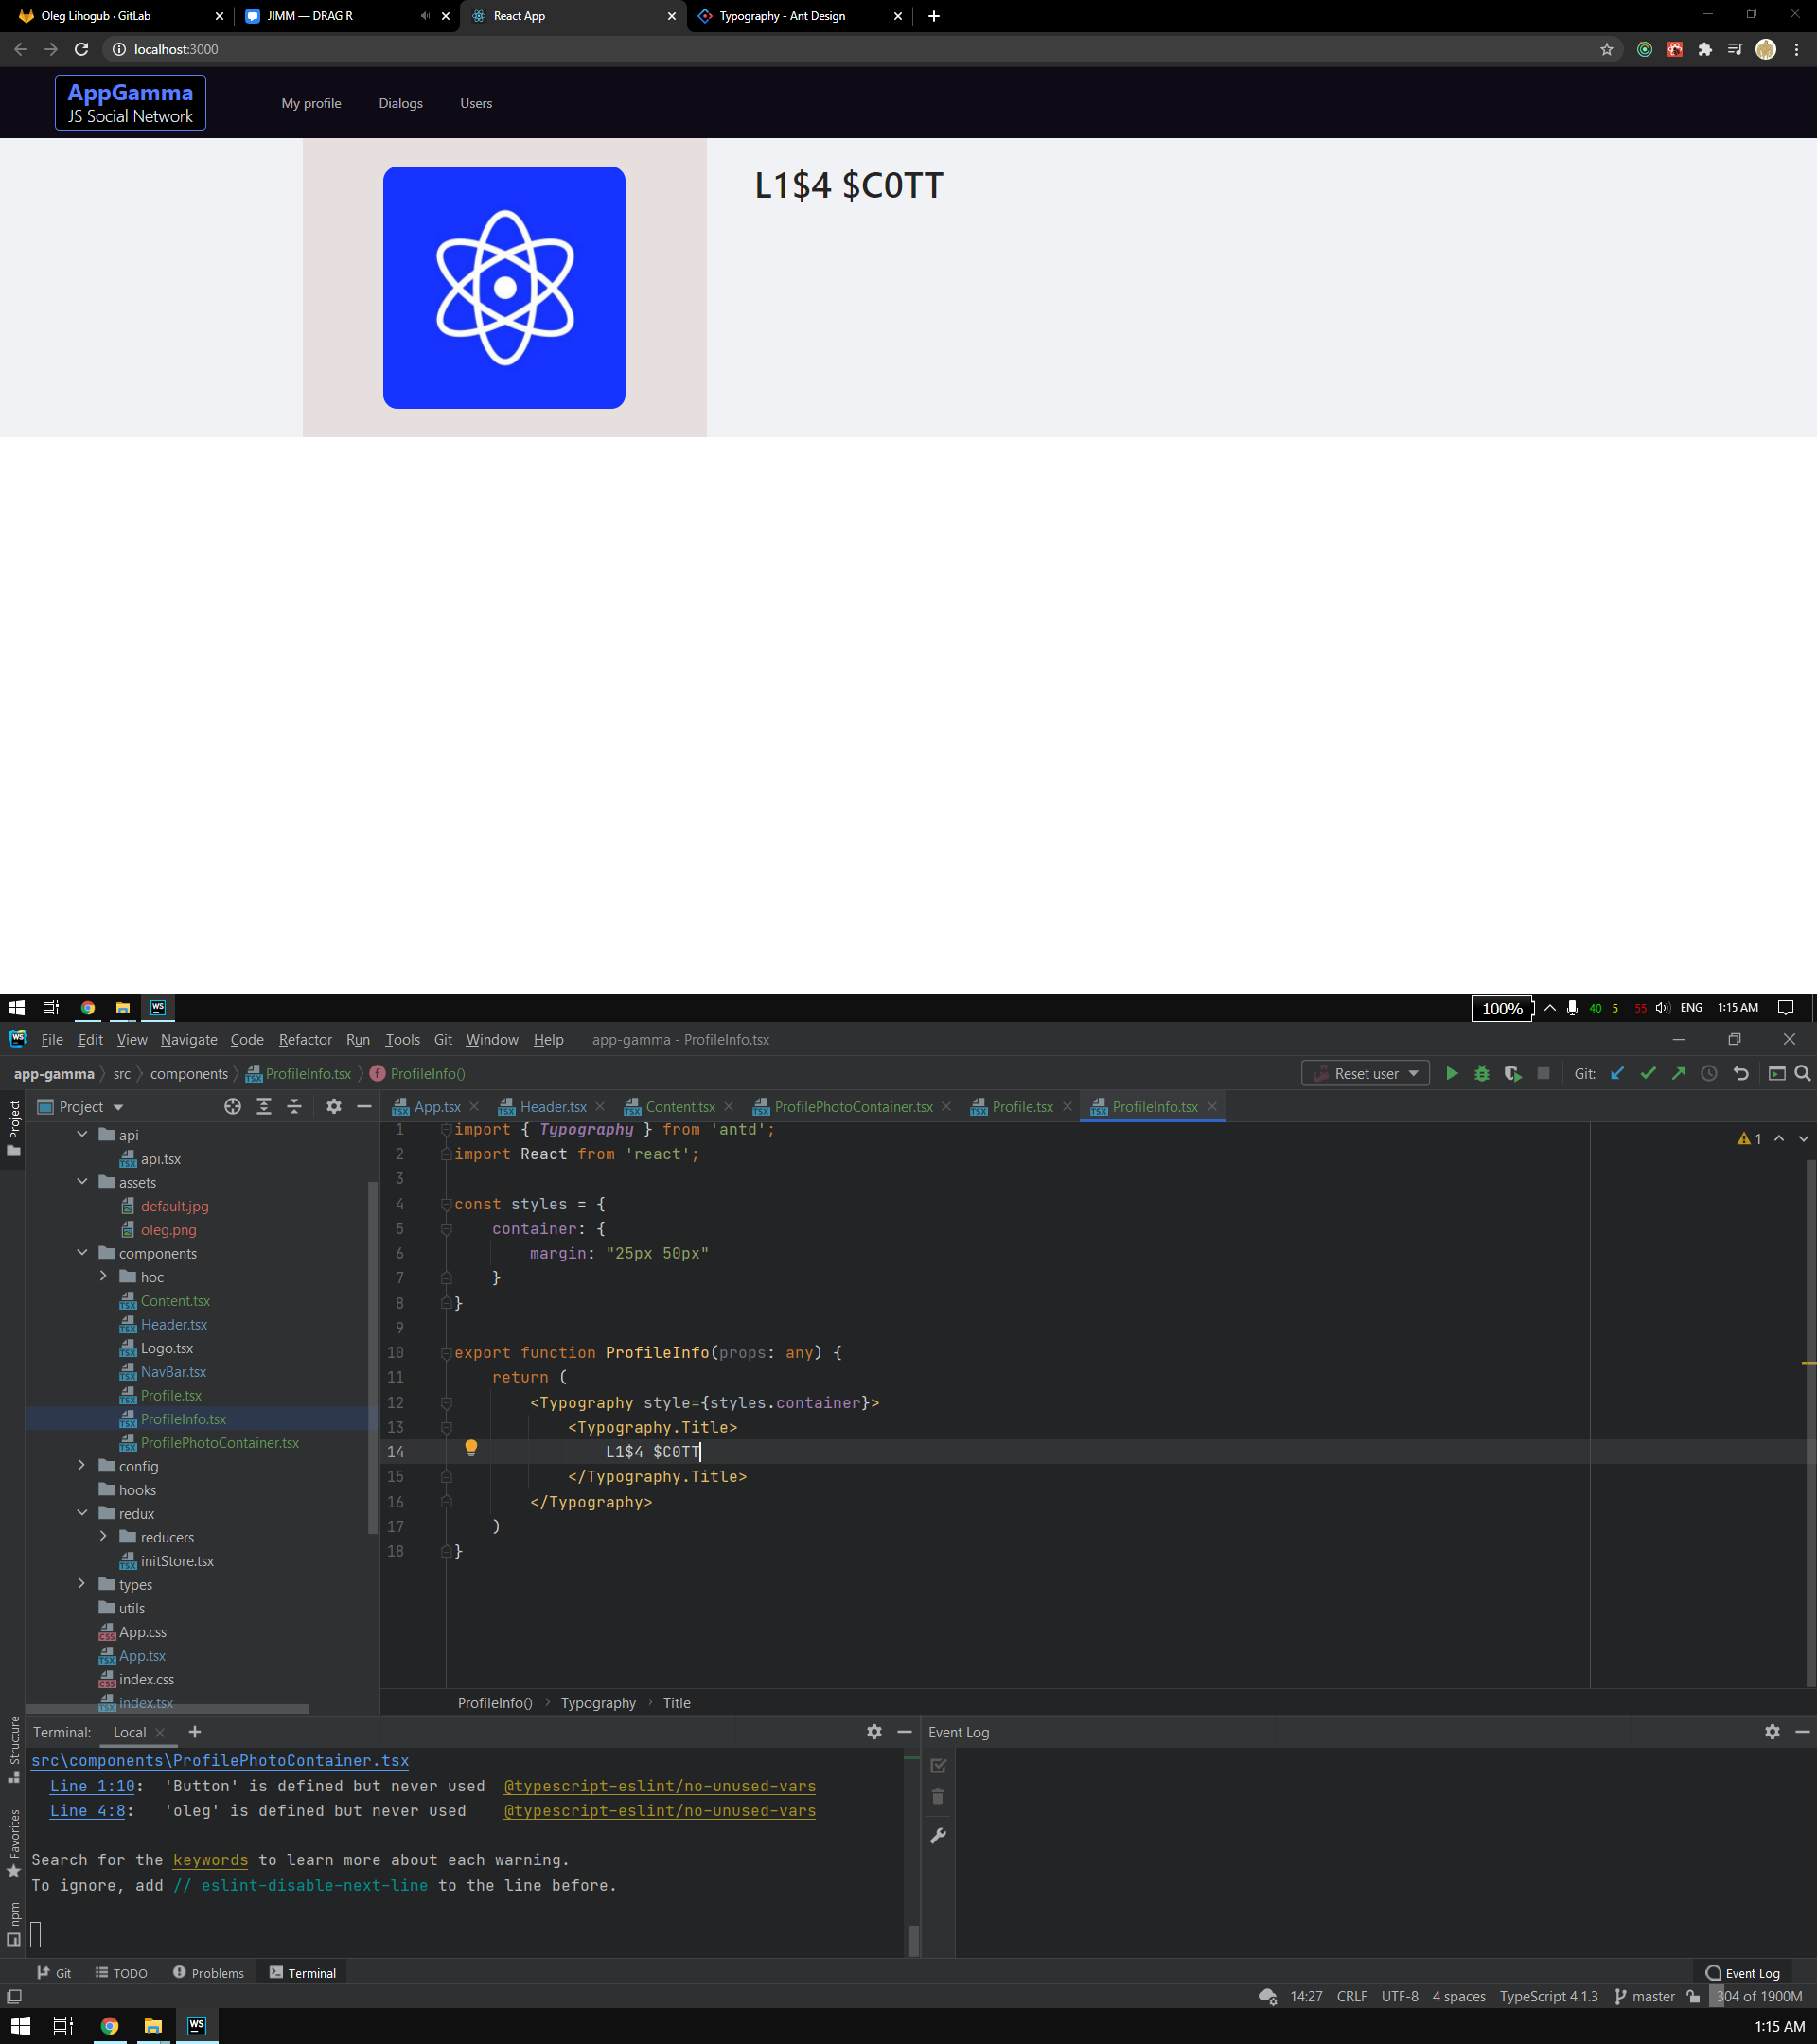 Oleg Lihogub · GitLab
JIMM — DRAG R
React App
Typography - Ant Design
localhost:3000
AppGamma
JS Social Network
My profile
Dialogs
Users
L1$4 $C0TT
WS
100%
40 5 55
ENG
1:15 AM
WS
File Edit View Navigate Code Refactor Run Tools Git Window Help
app-gamma - ProfileInfo.tsx
app-gamma src components ProfileInfo.tsx ProfileInfo()
Reset user
Git:
Project
Project
App.tsx
Header.tsx
Content.tsx
ProfilePhotoContainer.tsx
Profile.tsx
ProfileInfo.tsx
api
api.tsx
assets
default.jpg
oleg.png
components
hoc
Content.tsx
Header.tsx
Logo.tsx
NavBar.tsx
Profile.tsx
ProfileInfo.tsx
ProfilePhotoContainer.tsx
config
hooks
redux
reducers
initStore.tsx
types
utils
App.css
App.tsx
index.css
index.tsx
1 import { Typography } from 'antd';
2 import React from 'react';
3
4 const styles = {
5 container: {
6 margin: "25px 50px"
7 }
8 }
9
10 export function ProfileInfo(props: any) {
11 return (
12 <Typography style={styles.container}>
13 <Typography.Title>
14 L1$4 $C0TT
15 </Typography.Title>
16 </Typography>
17 )
18 }
1
ProfileInfo() › Typography › Title
Structure
Favorites
npm
Terminal: Local
Event Log
src\components\ProfilePhotoContainer.tsx
Line 1:10: 'Button' is defined but never used @typescript-eslint/no-unused-vars
Line 4:8: 'oleg' is defined but never used @typescript-eslint/no-unused-vars
Search for the keywords to learn more about each warning.
To ignore, add // eslint-disable-next-line to the line before.
Git
TODO
Problems
Terminal
Event Log
14:27 CRLF UTF-8 4 spaces TypeScript 4.1.3 master 304 of 1900M
WS
1:15 AM